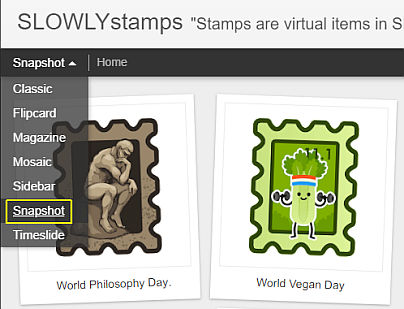 SLOWLYstamps "Stamps are virtual items in S
Snapshot Home
Classic
Flipcard
Magazine
Mosaic
Sidebar
Snapshot
Timeslide
1 1
World Philosophy Day.
World Vegan Day